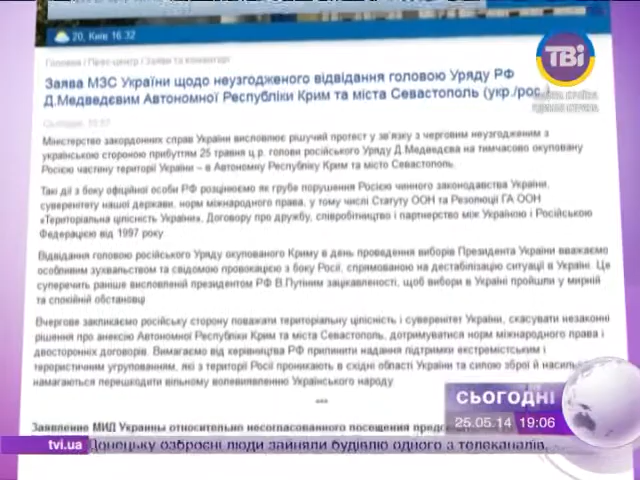 20, Київ 16:32
Головна / Прес-центр / Заяви та коментарі
Заява МЗС України щодо неузгодженого відвідання головою Уряду РФ
Д.Медведєвим Автономної Республіки Крим та міста Севастополь (укр./рос.)
ТВі
Сьогодні,
Міністерство закордонних справ України висловлює рішучий протест у зв'язку з черговим неузгодженим з
українською стороною прибуттям 25 травня ц.р. голови російського Уряду Д.Медведєва на тимчасово окуповану
Росією частину території України – в Автономну Республіку Крим та місто Севастополь.
Такі дії з боку офіційної особи РФ розцінюємо як грубе порушення Росією чинного законодавства України,
суверенітету нашої держави, норм міжнародного права, у тому числі Статуту ООН та Резолюції ГА ООН
«Територіальна цілісність України», Договору про дружбу, співробітництво і партнерство між Україною і Російською
Федерацією від 1997 року.
Відвідання головою російського Уряду окупованого Криму в день проведення виборів Президента України вважаємо
особливим зухвальством та свідомою провокацією з боку Росії, спрямованою на дестабілізацію ситуації в Україні. Це
суперечить раніше висловленій президентом РФ В.Путіним зацікавленості, щоб вибори в Україні пройшли у мирній
та спокійній обстановці.
Вчергове закликаємо російську сторону поважати територіальну цілісність і суверенітет України, скасувати незаконні
рішення про анексію Автономної Республіки Крим та міста Севастополь, дотримуватися норм міжнародного права і
двосторонніх договорів. Вимагаємо від керівництва РФ припинити надання підтримки екстремістським і
терористичним угрупованням, які з території Росії проникають в східні області України та силою зброї й
намагаються перешкодити вільному волевиявленню Українського народу
***
Заявление МИД Украины относительно несогласованного посещения
СЬОГОДНІ
25.05.14 19:06
tvi.ua Донецьку озброєні люди зайняли будівлю одного з телеканалів,